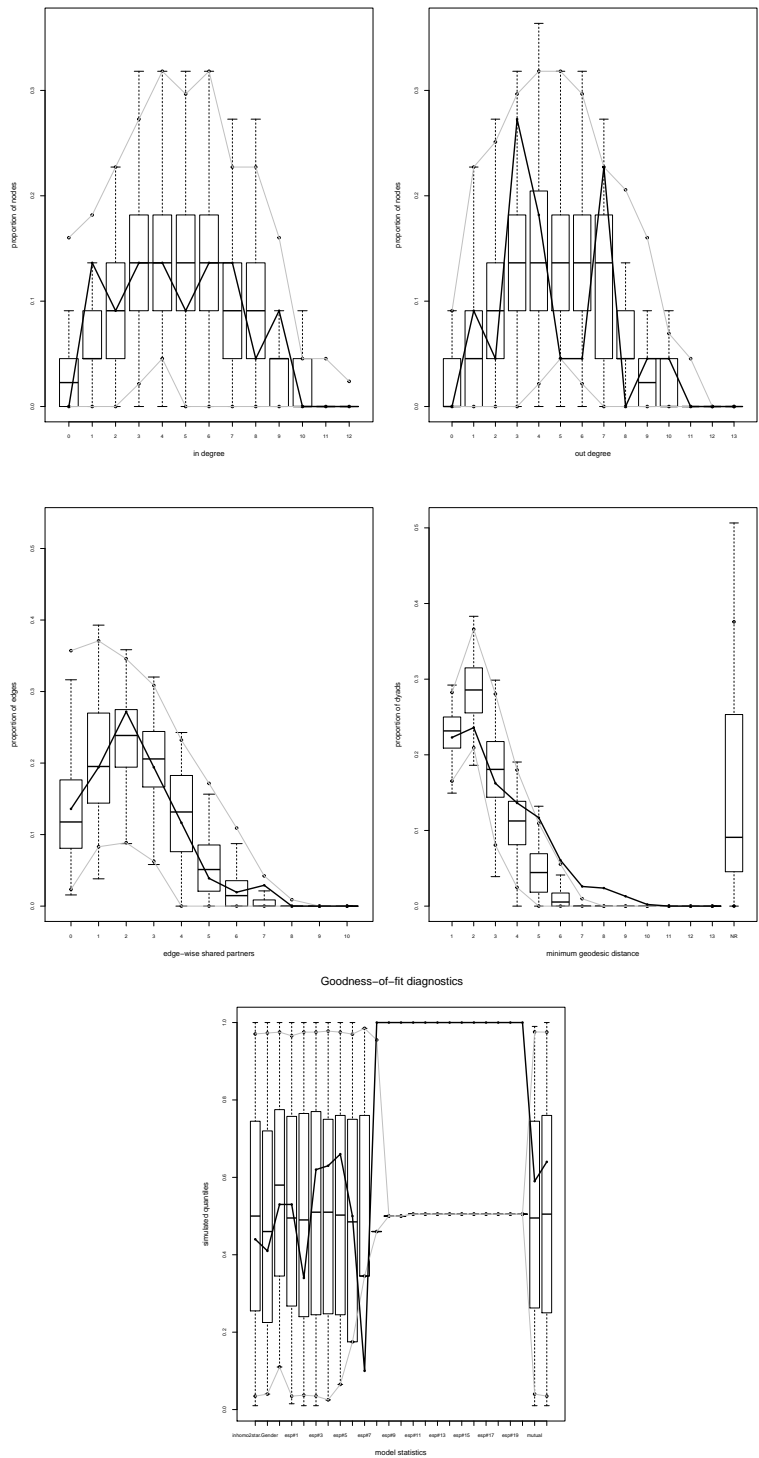 0.3
0.2
0.1
0.0
proportion of nodes
0 1 2 3 4 5 6 7 8 9 10 11 12
in degree
0.3
0.2
0.1
0.0
proportion of nodes
0 1 2 3 4 5 6 7 8 9 10 11 12 13
out degree
0.5
0.4
0.3
0.2
0.1
0.0
proportion of edges
0 1 2 3 4 5 6 7 8 9 10
edge-wise shared partners
0.5
0.4
0.3
0.2
0.1
0.0
proportion of dyads
1 2 3 4 5 6 7 8 9 10 11 12 13 NR
minimum geodesic distance
Goodness-of-fit diagnostics
1.0
0.8
0.6
0.4
0.2
0.0
simulated quantiles
esp#1 esp#3 esp#5 esp#7 esp#9 esp#11 esp#13 esp#15 esp#17 esp#19 mutual
model statistics